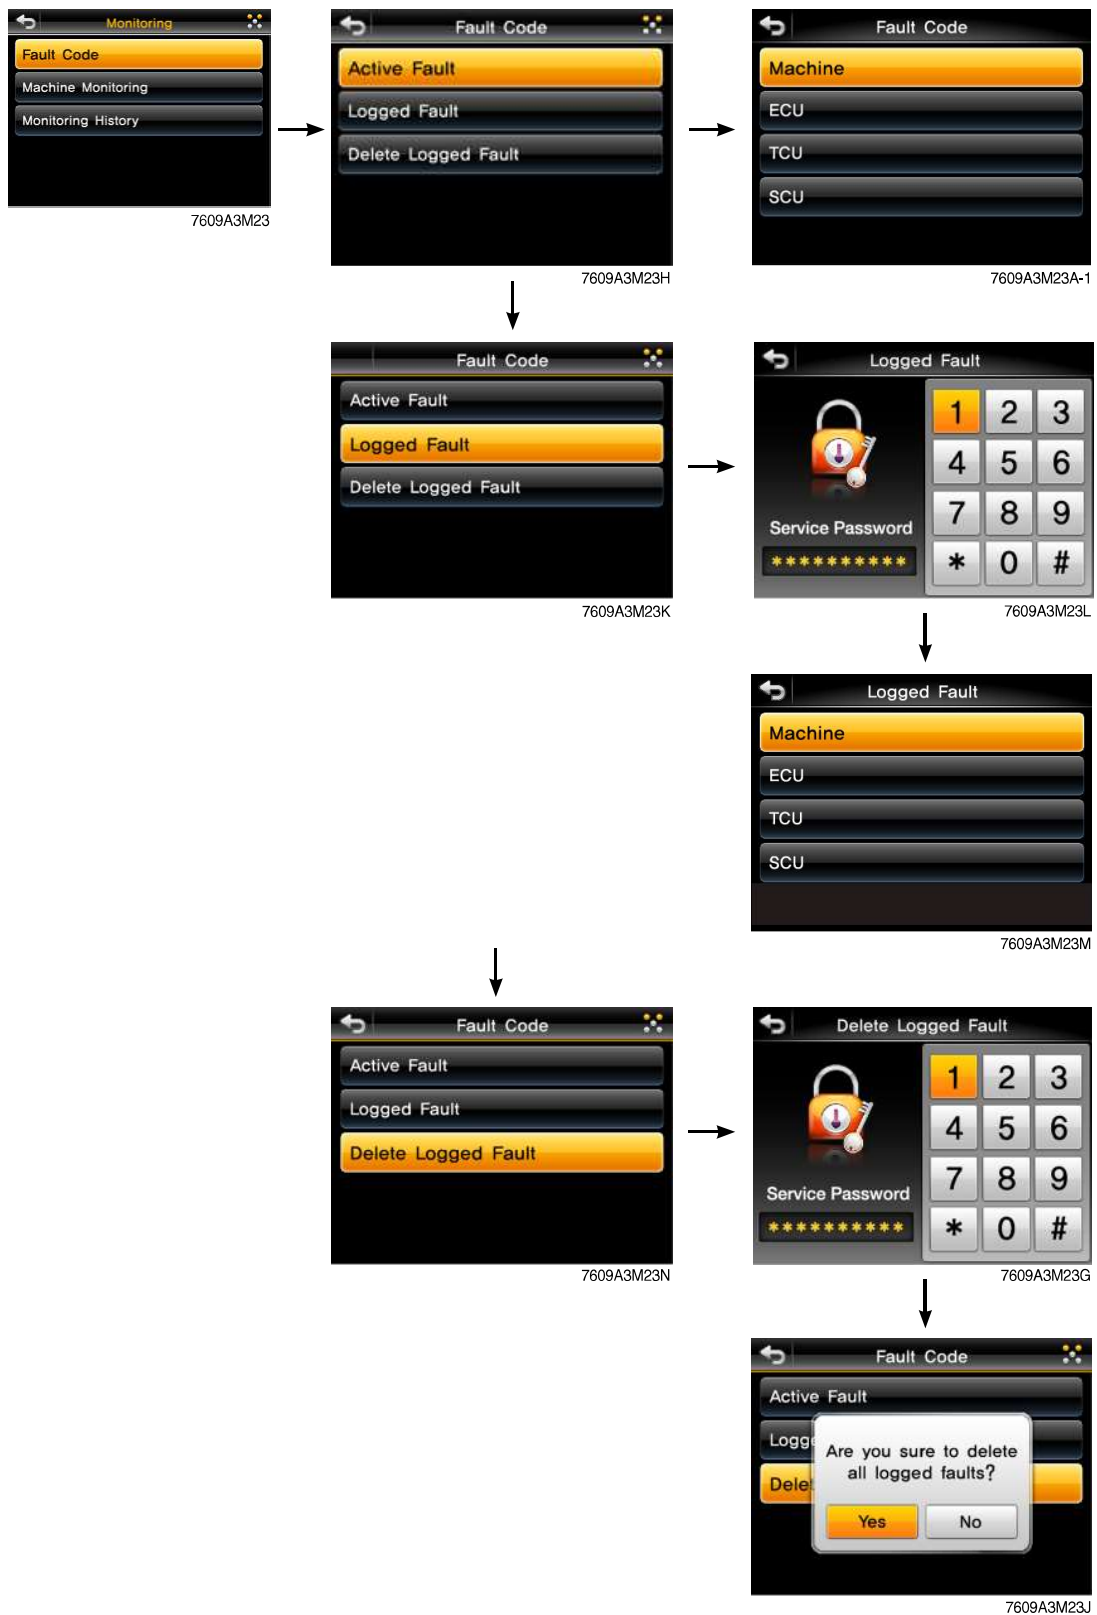 Monitoring
Fault Code
Machine Monitoring
Monitoring History
7609A3M23
Fault Code
Active Fault
Logged Fault
Delete Logged Fault
7609A3M23H
Fault Code
Machine
ECU
TCU
SCU
7609A3M23A-1
Fault Code
Active Fault
Logged Fault
Delete Logged Fault
7609A3M23K
Logged Fault
Service Password
**********
1 2 3
4 5 6
7 8 9
* 0 #
7609A3M23L
Logged Fault
Machine
ECU
TCU
SCU
7609A3M23M
Fault Code
Active Fault
Logged Fault
Delete Logged Fault
7609A3M23N
Delete Logged Fault
Service Password
**********
1 2 3
4 5 6
7 8 9
* 0 #
7609A3M23G
Fault Code
Active Fault
Logge
Delet
Are you sure to delete
all logged faults?
Yes No
7609A3M23J